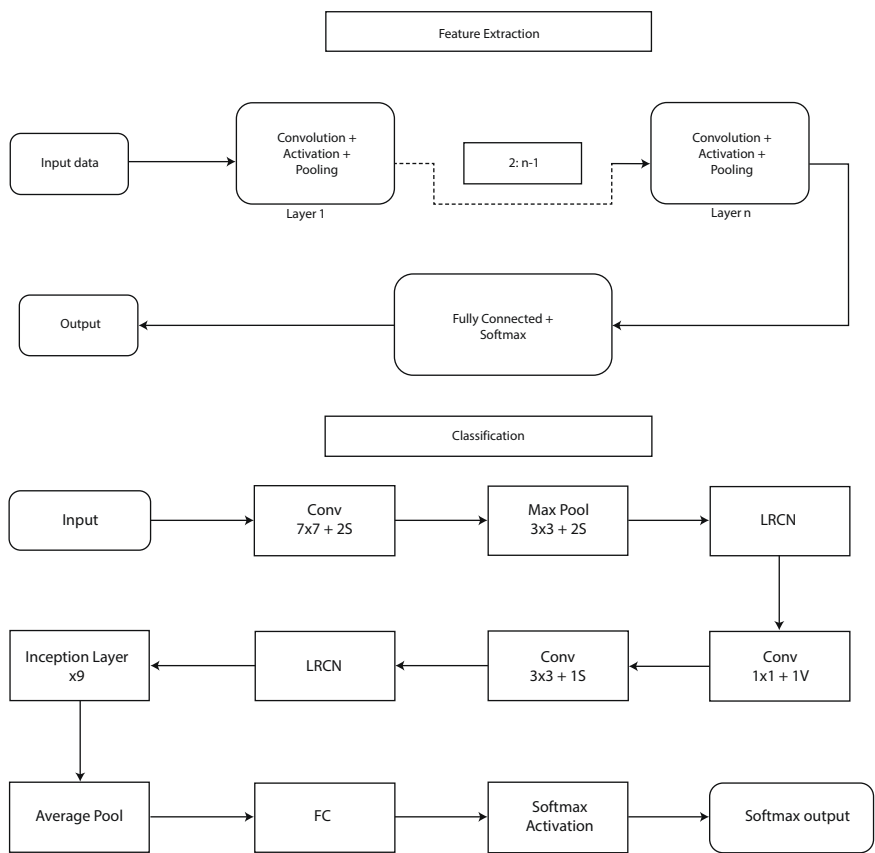 Feature Extraction
Input data
Convolution +
Activation +
Pooling
Layer 1
2: n-1
Convolution +
Activation +
Pooling
Layer n
Output
Fully Connected +
Softmax
Classification
Input
Conv
7x7 + 2S
Max Pool
3x3 + 2S
LRCN
Inception Layer
x9
LRCN
Conv
3x3 + 1S
Conv
1x1 + 1V
Average Pool
FC
Softmax
Activation
Softmax output